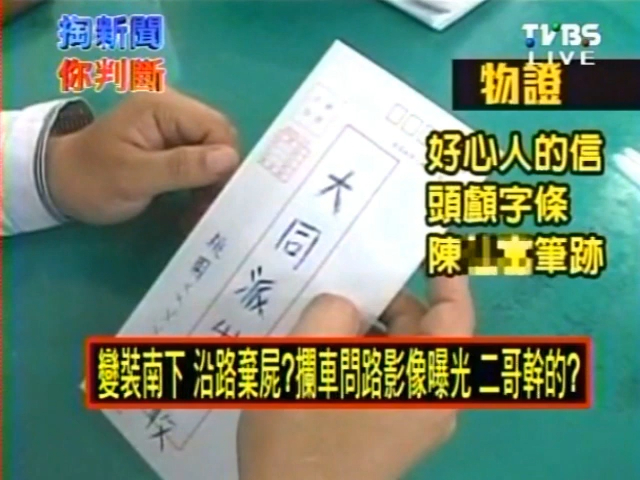 掏新聞
你判斷
TVBS
LIVE
物證
好心人的信
頭顱字條
陳 筆跡
大同派
桃園
變裝南下 沿路棄屍?攔車問路影像曝光 二哥幹的?